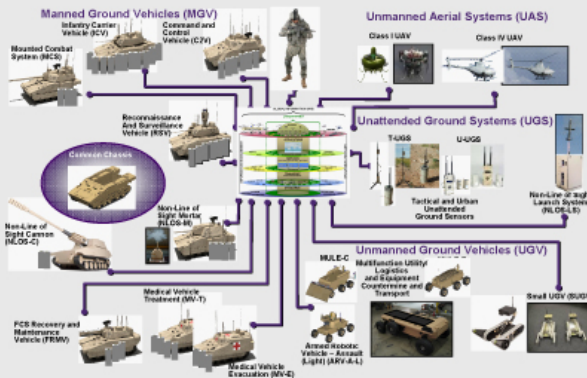 Manned Ground Vehicles (MGV)
Unmanned Aerial Systems (UAS)
Infantry Carrier
Vehicle (ICV)
Command and
Control
Vehicle (C2V)
Class I UAV
Class IV UAV
Mounted Combat
System (MCS)
Reconnaissance
And Surveillance
Vehicle (RSV)
Unattended Ground Systems (UGS)
T-UGS
U-UGS
Common Chassis
Tactical and Urban
Unattended
Ground Sensors
Launch System
(NLOS-LS)
Non-Line of
Sight Cannon
(NLOS-C)
Non-Line of
Sight Mortar
(NLOS-M)
Unmanned Ground Vehicles (UGV)
MULE-C
Multifunction Utility/
Logistics
and Equipment
Countermine and
Transport
Small UGV (SUGV)
Medical Vehicle
Treatment (MV-T)
FCS Recovery and
Maintenance
Vehicle (FRMV)
Armed Robotic
Vehicle – Assault
(Light) (ARV-A-L)
Medical Vehicle
Evacuation (MV-E)